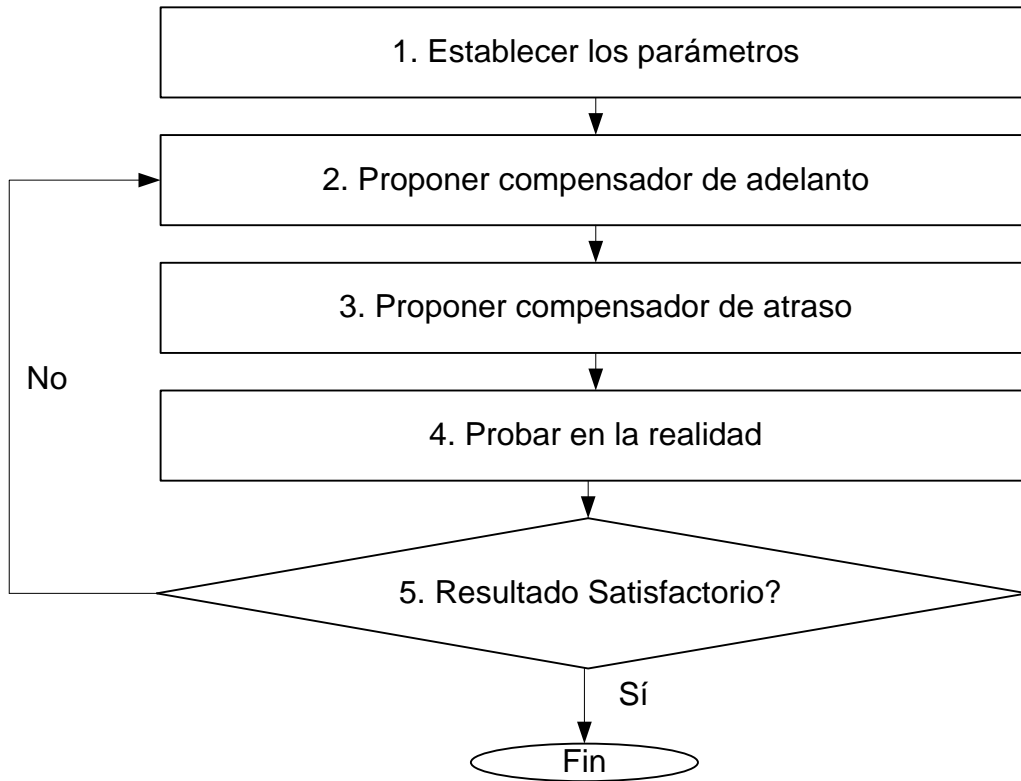 1. Establecer los parámetros
2. Proponer compensador de adelanto
3. Proponer compensador de atraso
No
4. Probar en la realidad
5. Resultado Satisfactorio?
Sí
Fin